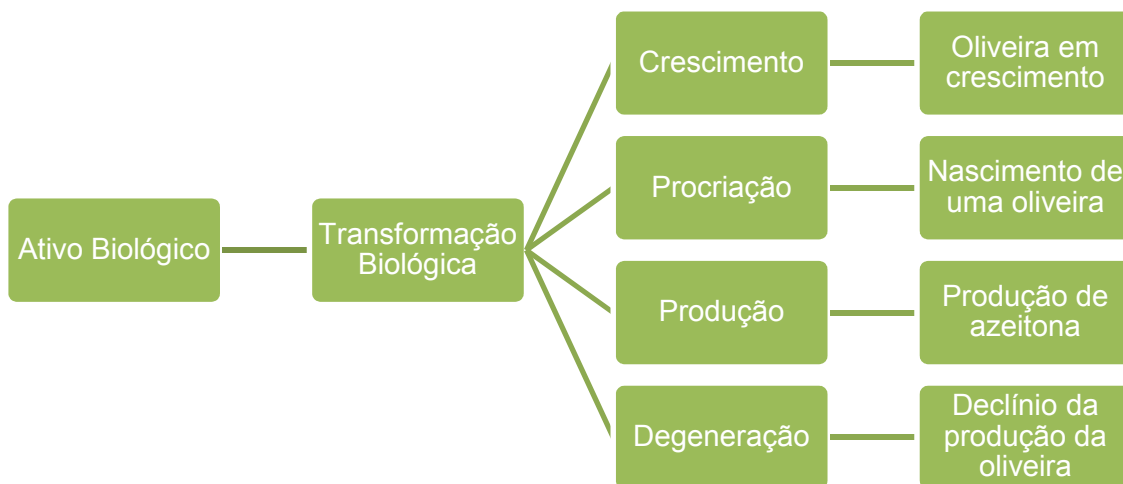 Ativo Biológico
Transformação
Biológica
Crescimento
Oliveira em
crescimento
Procriação
Nascimento de
uma oliveira
Produção
Produção de
azeitona
Degeneração
Declínio da
produção da
oliveira